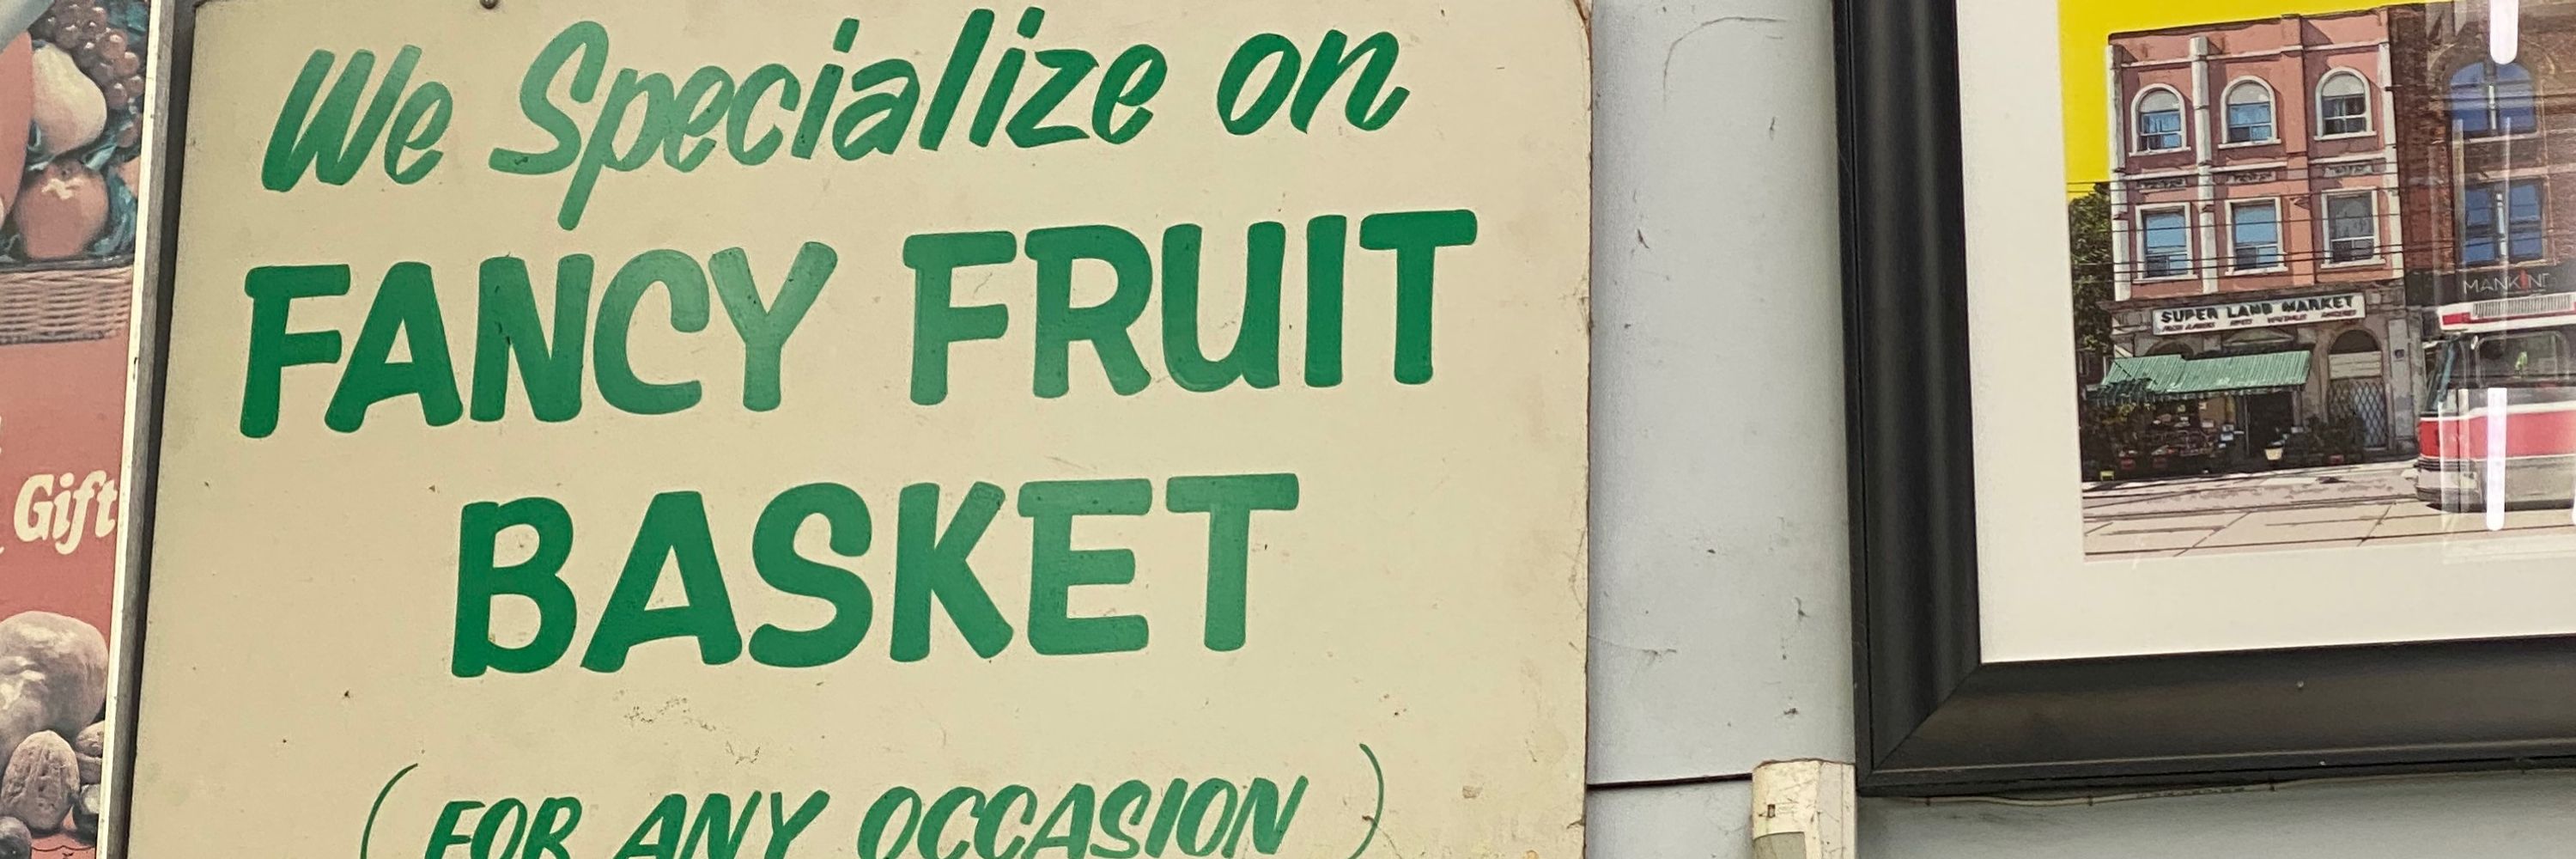 We Specialize on
FANCY FRUIT
BASKET
(FOR ANY OCCASION)
Gift
SUPER LAND MARKET
MANKIND